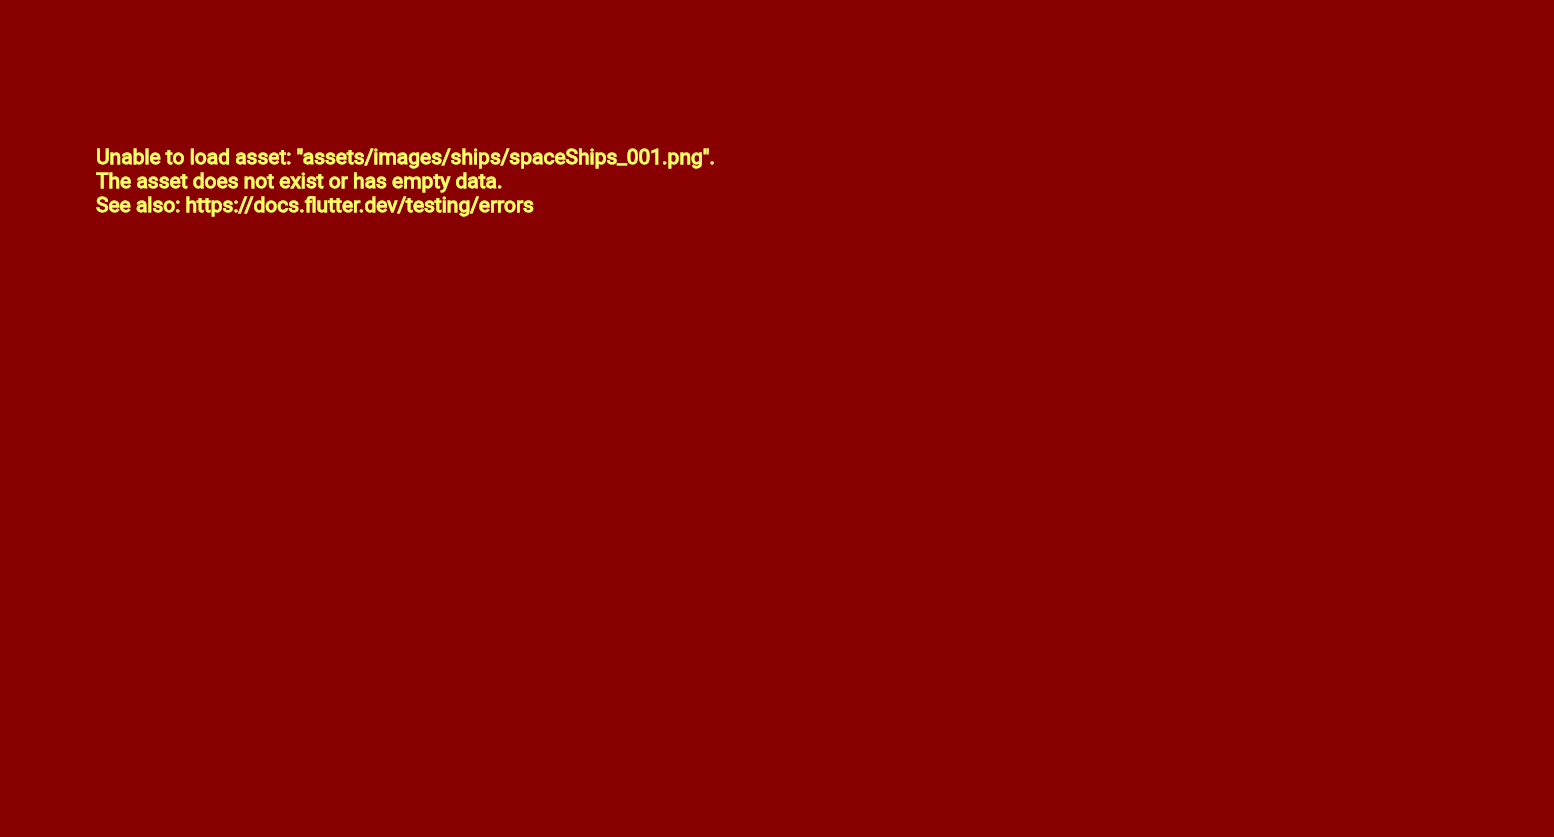 Unable to load asset: "assets/images/ships/spaceShips_001.png".
The asset does not exist or has empty data.
See also: https://docs.flutter.dev/testing/errors